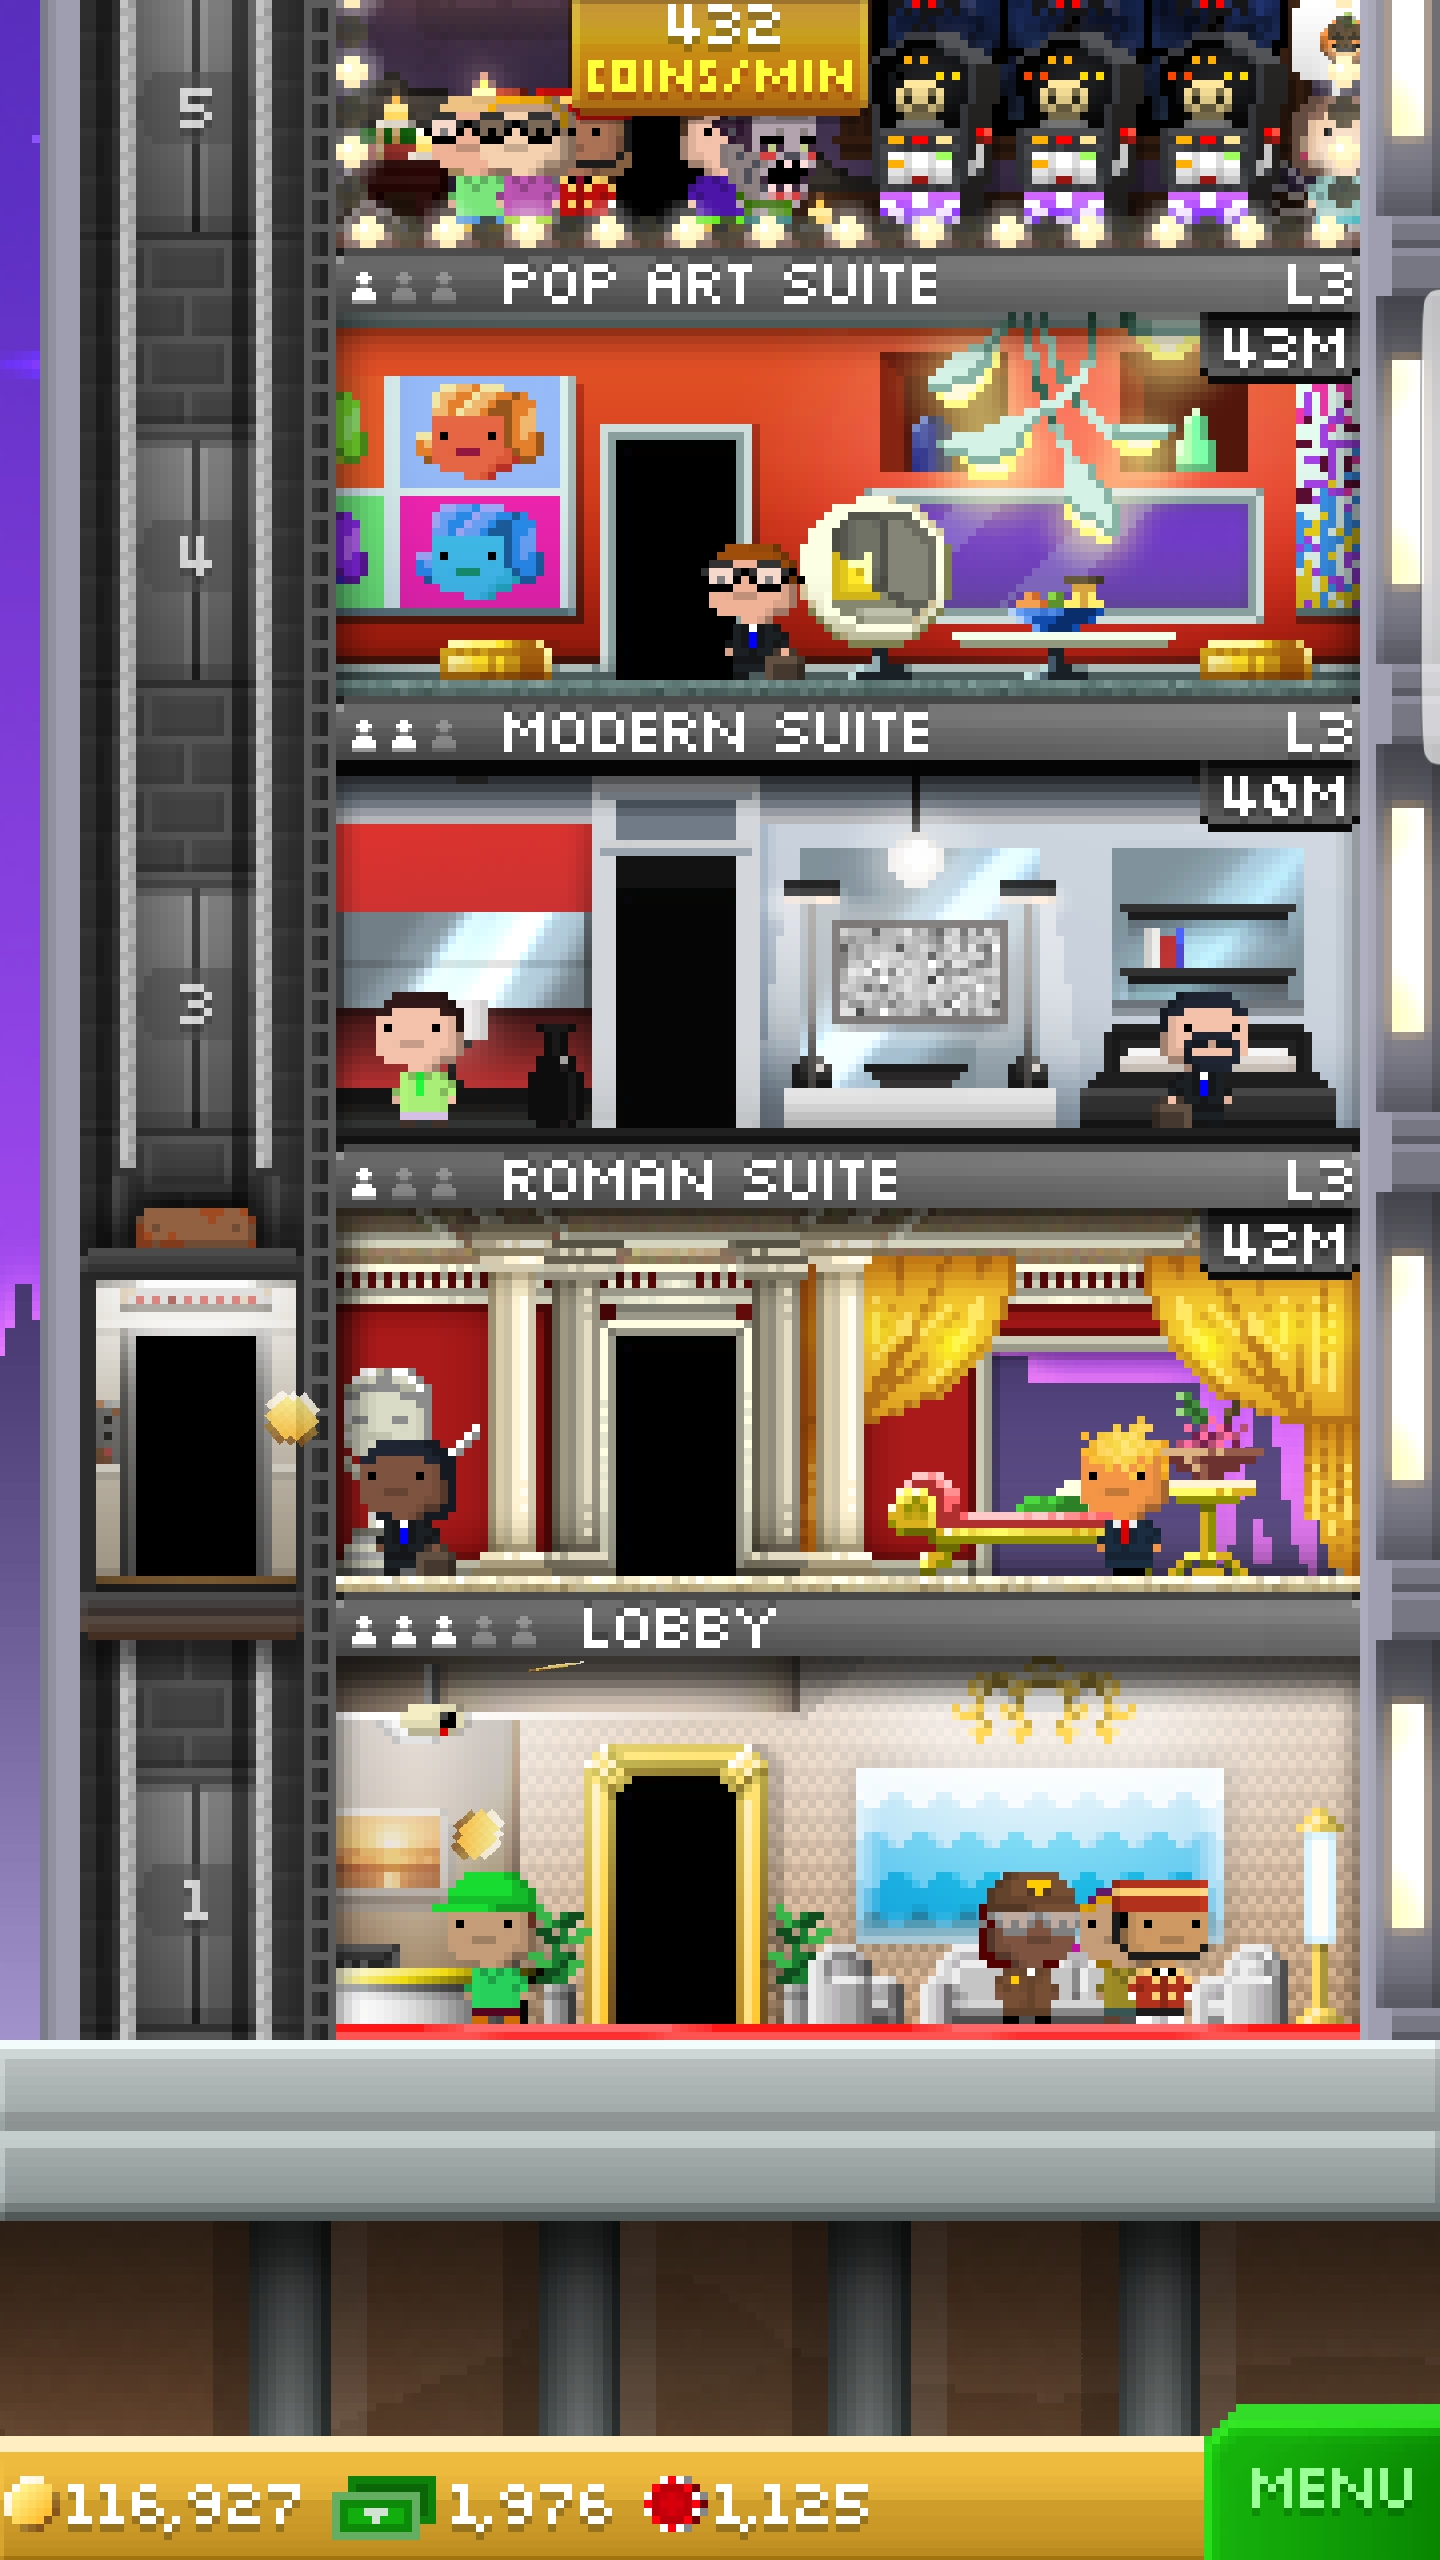 432
COINS/MIN
5
POP ART SUITE L3
43M
4
MODERN SUITE L3
40M
3
ROMAN SUITE L3
42M
LOBBY
1
116,927 1,976 1,125
MENU